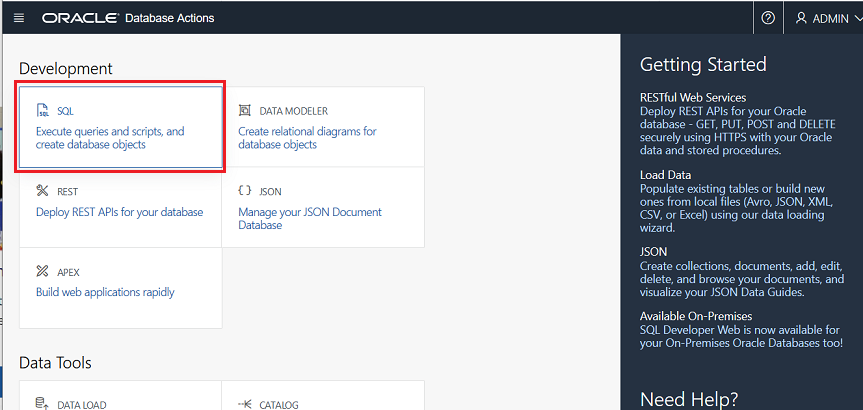 ORACLE Database Actions
ADMIN
Development
SQL
Execute queries and scripts, and
create database objects
DATA MODELER
Create relational diagrams for
database objects
REST
Deploy REST APIs for your database
JSON
Manage your JSON Document
Database
APEX
Build web applications rapidly
Data Tools
DATA LOAD
CATALOG
Getting Started
RESTful Web Services
Deploy REST APIs for your Oracle
database - GET, PUT, POST and DELETE
securely using HTTPS with your Oracle
data and stored procedures.
Load Data
Populate existing tables or build new
ones from local files (Avro, JSON, XML,
CSV, or Excel) using our data loading
wizard.
JSON
Create collections, documents, add, edit,
delete, and browse your documents, and
visualize your JSON Data Guides.
Available On-Premises
SQL Developer Web is now available for
your On-Premises Oracle Databases too!
Need Help?